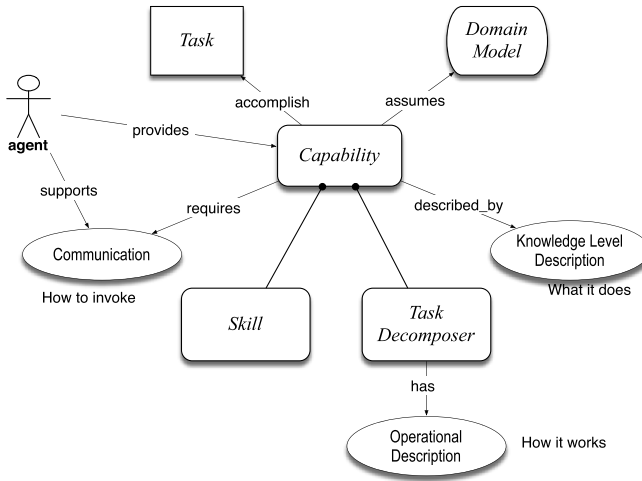 Task
Domain
Model
accomplish
assumes
agent
provides
Capability
supports
requires
described_by
Communication
Knowledge Level
Description
How to invoke
What it does
Skill
Task
Decomposer
has
Operational
Description
How it works